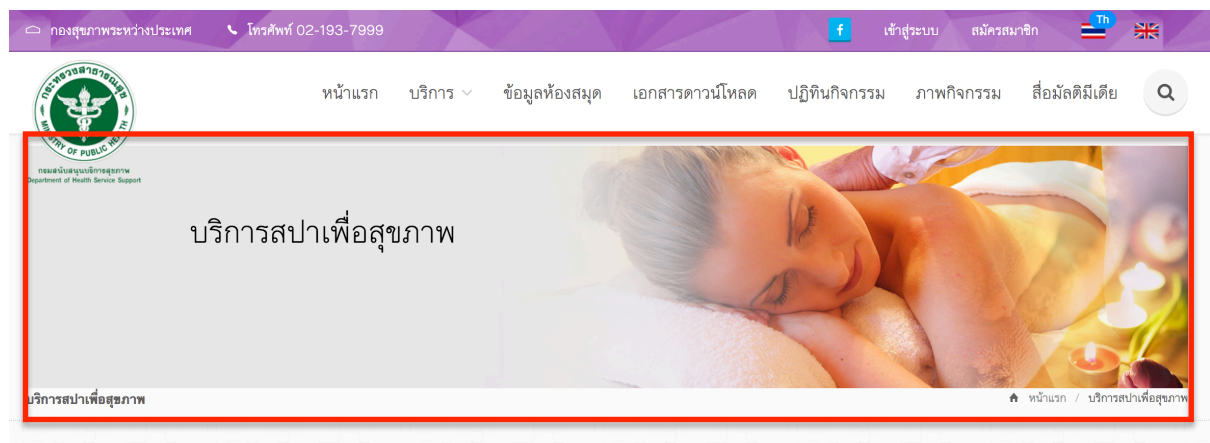 กองสุขภาพระหว่างประเทศ โทรศัพท์ 02-193-7999 f เข้าสู่ระบบ สมัครสมาชิก Th
หน้าแรก บริการ ข้อมูลห้องสมุด เอกสารดาวน์โหลด ปฏิทินกิจกรรม ภาพกิจกรรม สื่อมัลติมีเดีย
กระทรวงสาธารณสุข
MINISTRY OF PUBLIC HEALTH
กรมสนับสนุนบริการสุขภาพ
Department of Health Service Support
บริการสปาเพื่อสุขภาพ
บริการสปาเพื่อสุขภาพ หน้าแรก / บริการสปาเพื่อสุขภาพ